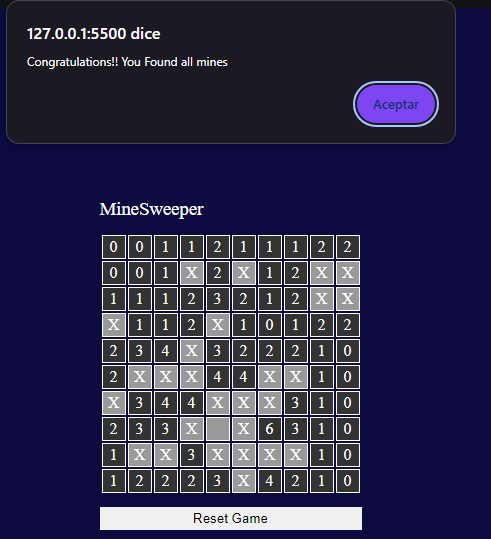 127.0.0.1:5500 dice
Congratulations!! You Found all mines
Aceptar
MineSweeper
0 0 1 1 2 1 1 1 2 2
0 0 1 X 2 X 1 2 X X
1 1 1 2 3 2 1 2 X X
X 1 1 2 X 1 0 1 2 2
2 3 4 X 3 2 2 2 1 0
2 X X X 4 4 X X 1 0
X 3 4 4 X X X 3 1 0
2 3 3 X X 6 3 1 0
1 X X 3 X X X X 1 0
1 2 2 2 3 X 4 2 1 0
Reset Game